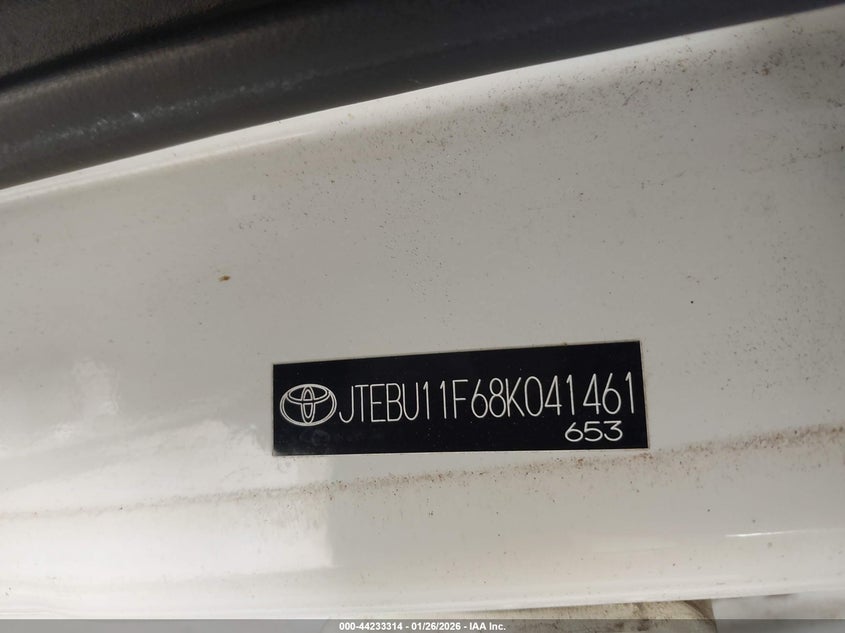 JTEBU11F68K041461
653
000-44233314 | 01/26/2026 - IAA Inc.